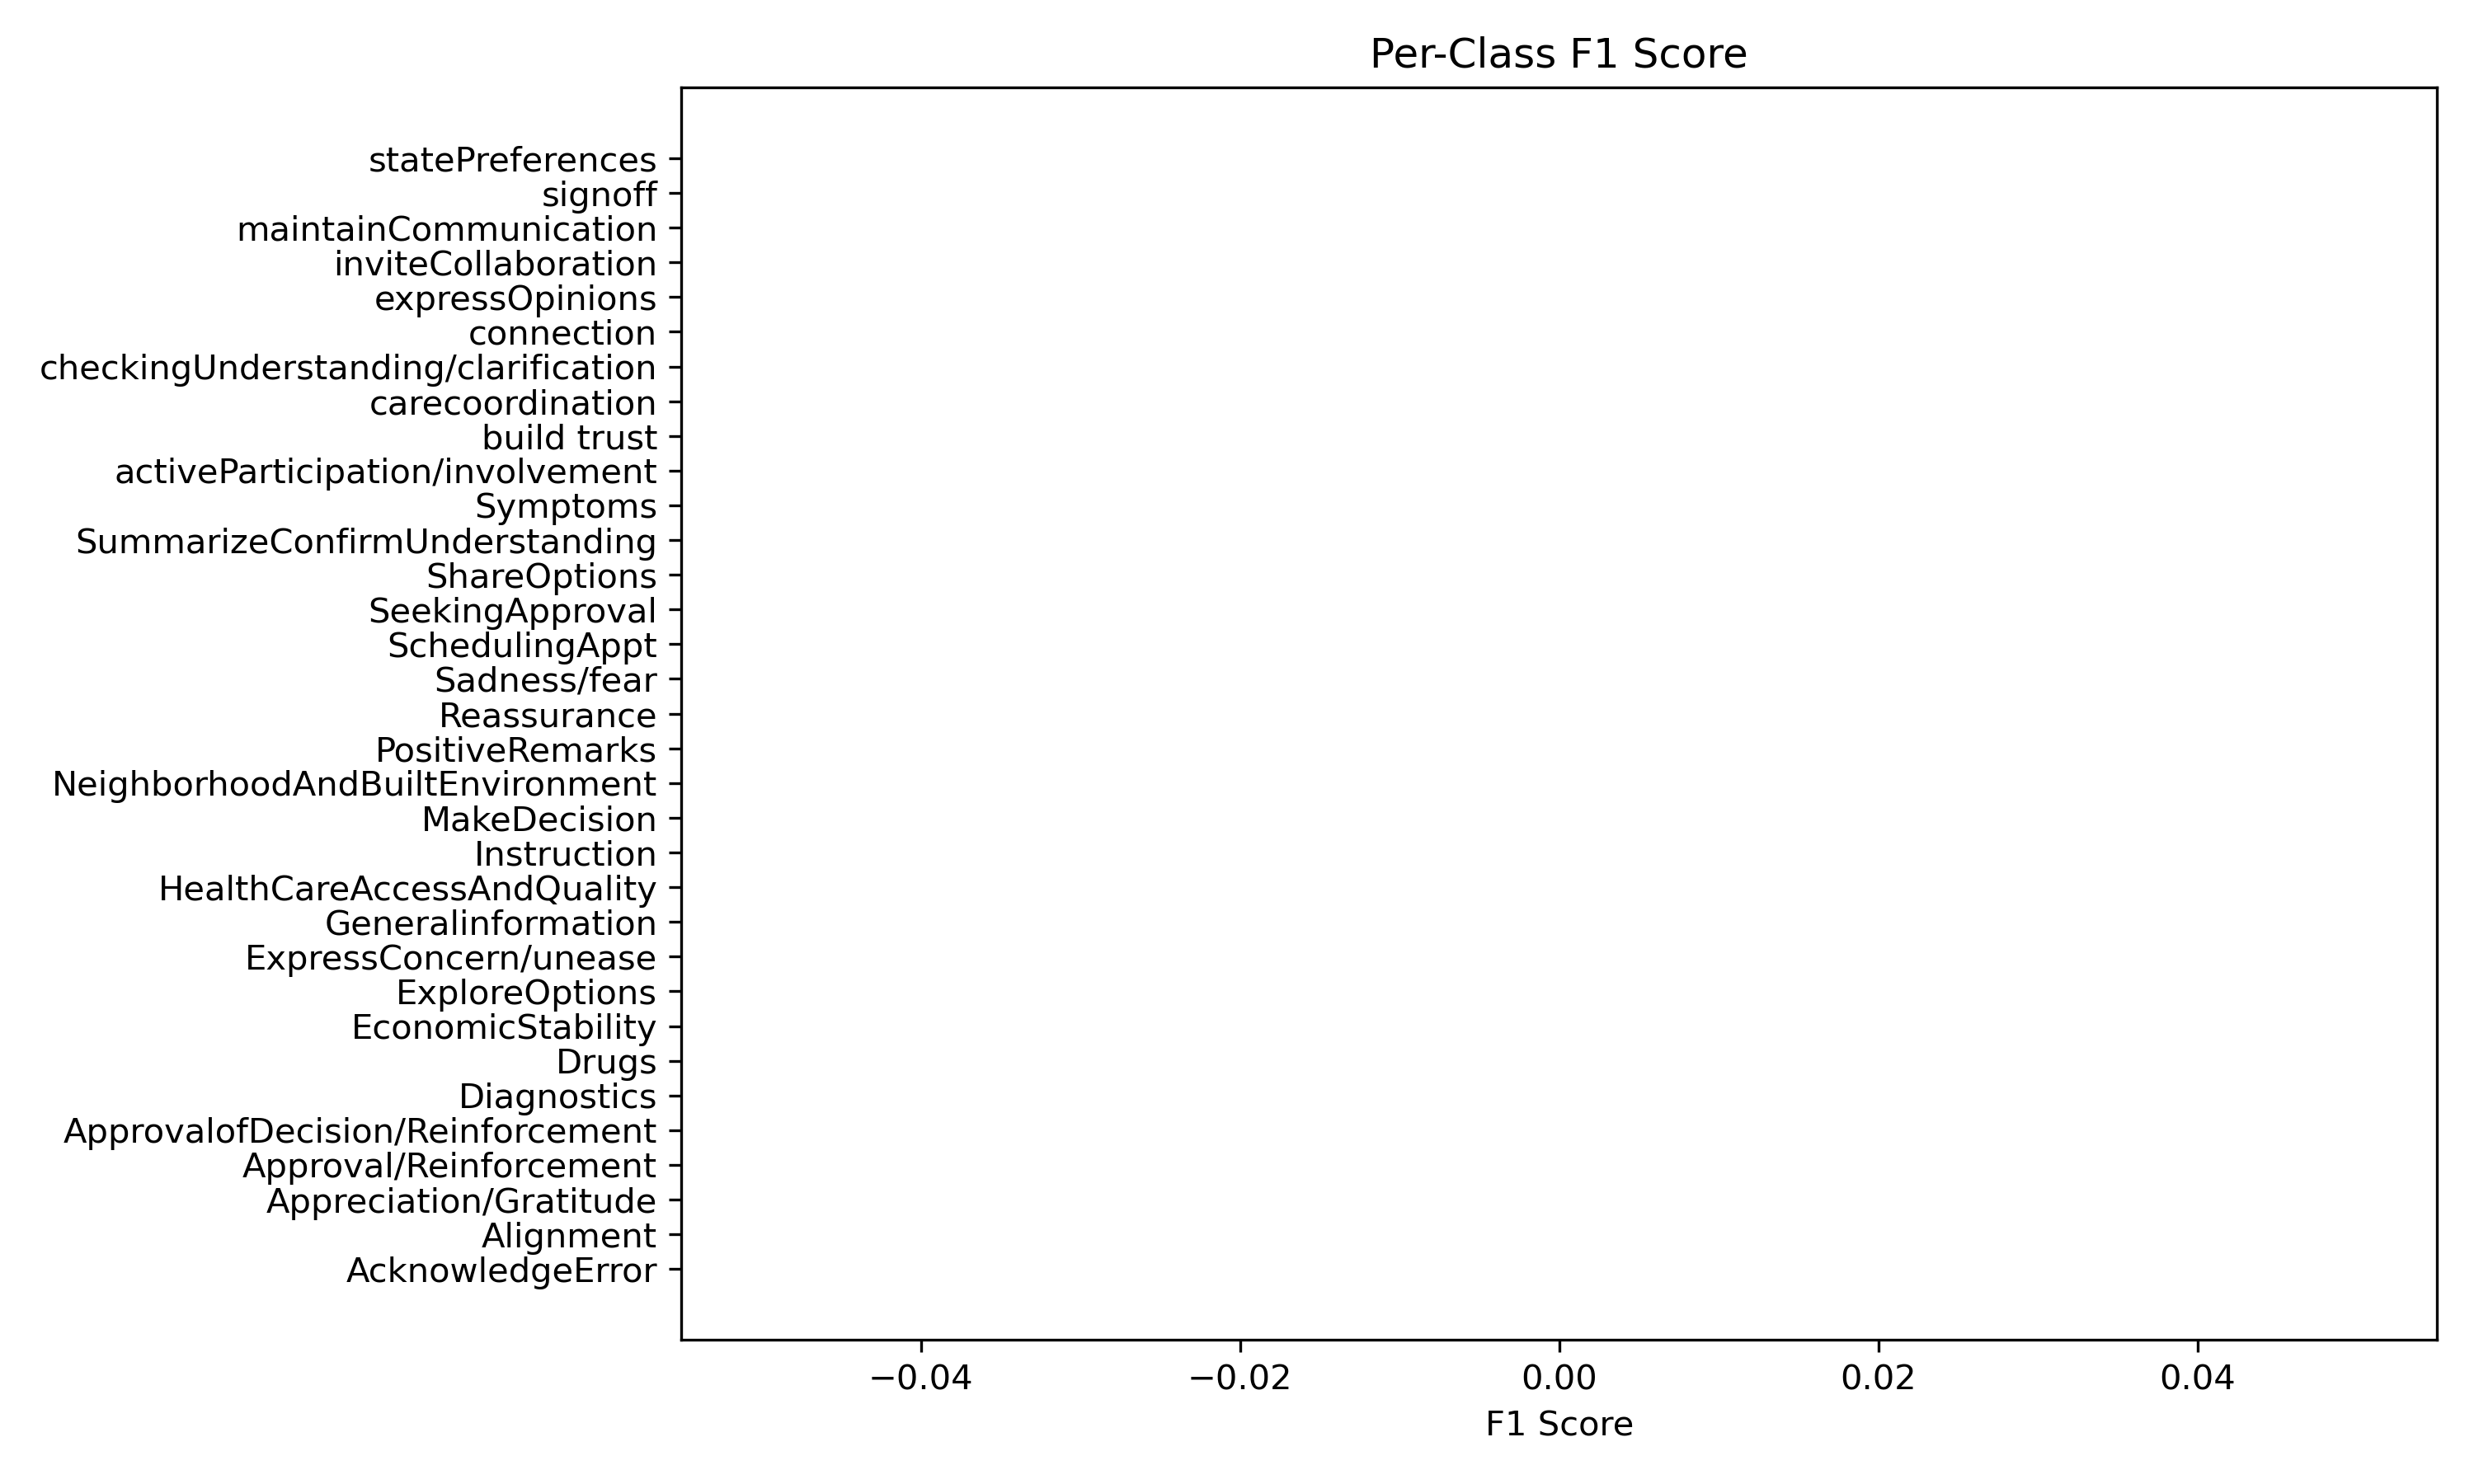 Per-Class F1 Score
statePreferences
signoff
maintainCommunication
inviteCollaboration
expressOpinions
connection
checkingUnderstanding/clarification
carecoordination
build trust
activeParticipation/involvement
Symptoms
SummarizeConfirmUnderstanding
ShareOptions
SeekingApproval
SchedulingAppt
Sadness/fear
Reassurance
PositiveRemarks
NeighborhoodAndBuiltEnvironment
MakeDecision
Instruction
HealthCareAccessAndQuality
Generalinformation
ExpressConcern/unease
ExploreOptions
EconomicStability
Drugs
Diagnostics
ApprovalofDecision/Reinforcement
Approval/Reinforcement
Appreciation/Gratitude
Alignment
AcknowledgeError
−0.04 −0.02 0.00 0.02 0.04
F1 Score